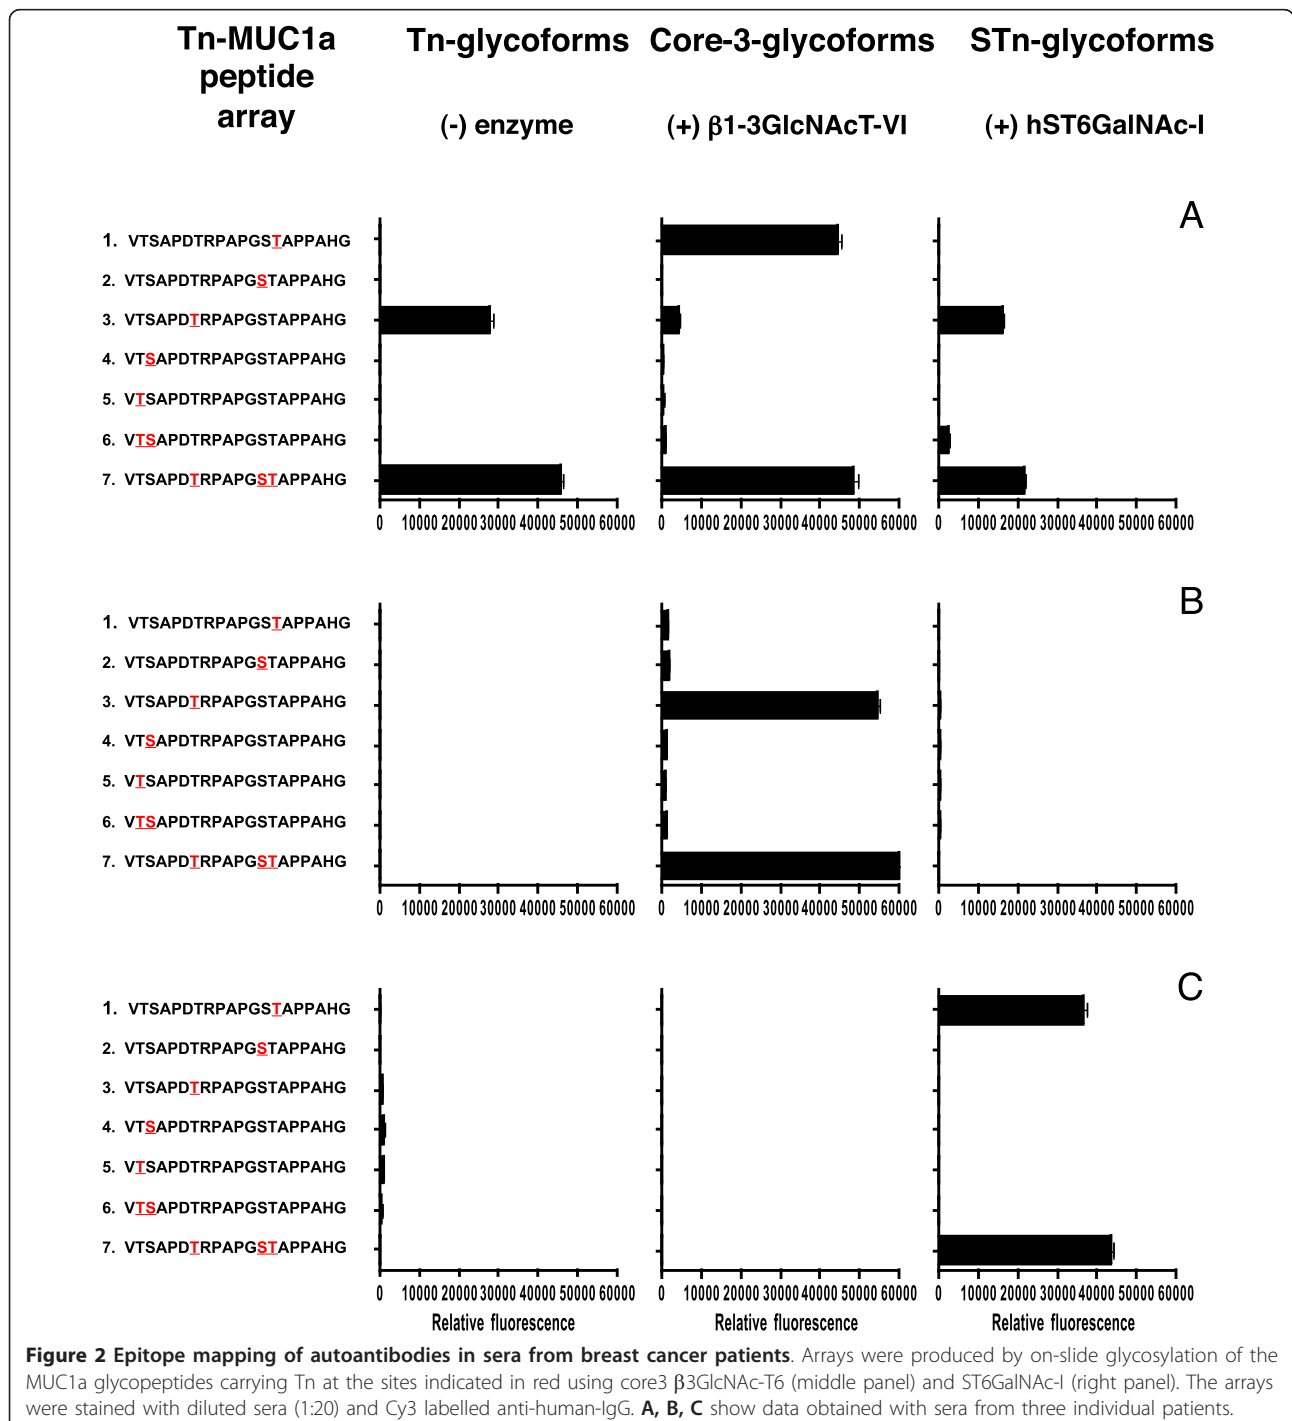 Tn-MUC1a
peptide
array
Tn-glycoforms Core-3-glycoforms STn-glycoforms
(-) enzyme (+) β1-3GlcNAcT-VI (+) hST6GalNAc-I
A
1. VTSAPDTRPAPGSTAPPAHG
2. VTSAPDTRPAPGSTAPPAHG
3. VTSAPDTRPAPGSTAPPAHG
4. VTSAPDTRPAPGSTAPPAHG
5. VTSAPDTRPAPGSTAPPAHG
6. VTSAPDTRPAPGSTAPPAHG
7. VTSAPDTRPAPGSTAPPAHG
0 10000 20000 30000 40000 50000 60000 0 10000 20000 30000 40000 50000 60000 0 10000 20000 30000 40000 50000 60000
B
1. VTSAPDTRPAPGSTAPPAHG
2. VTSAPDTRPAPGSTAPPAHG
3. VTSAPDTRPAPGSTAPPAHG
4. VTSAPDTRPAPGSTAPPAHG
5. VTSAPDTRPAPGSTAPPAHG
6. VTSAPDTRPAPGSTAPPAHG
7. VTSAPDTRPAPGSTAPPAHG
0 10000 20000 30000 40000 50000 60000 0 10000 20000 30000 40000 50000 60000 0 10000 20000 30000 40000 50000 60000
C
1. VTSAPDTRPAPGSTAPPAHG
2. VTSAPDTRPAPGSTAPPAHG
3. VTSAPDTRPAPGSTAPPAHG
4. VTSAPDTRPAPGSTAPPAHG
5. VTSAPDTRPAPGSTAPPAHG
6. VTSAPDTRPAPGSTAPPAHG
7. VTSAPDTRPAPGSTAPPAHG
0 10000 20000 30000 40000 50000 60000 0 10000 20000 30000 40000 50000 60000 0 10000 20000 30000 40000 50000 60000
Relative fluorescence Relative fluorescence Relative fluorescence
Figure 2 Epitope mapping of autoantibodies in sera from breast cancer patients. Arrays were produced by on-slide glycosylation of the
MUC1a glycopeptides carrying Tn at the sites indicated in red using core3 β3GlcNAc-T6 (middle panel) and ST6GalNAc-I (right panel). The arrays
were stained with diluted sera (1:20) and Cy3 labelled anti-human-IgG. A, B, C show data obtained with sera from three individual patients.